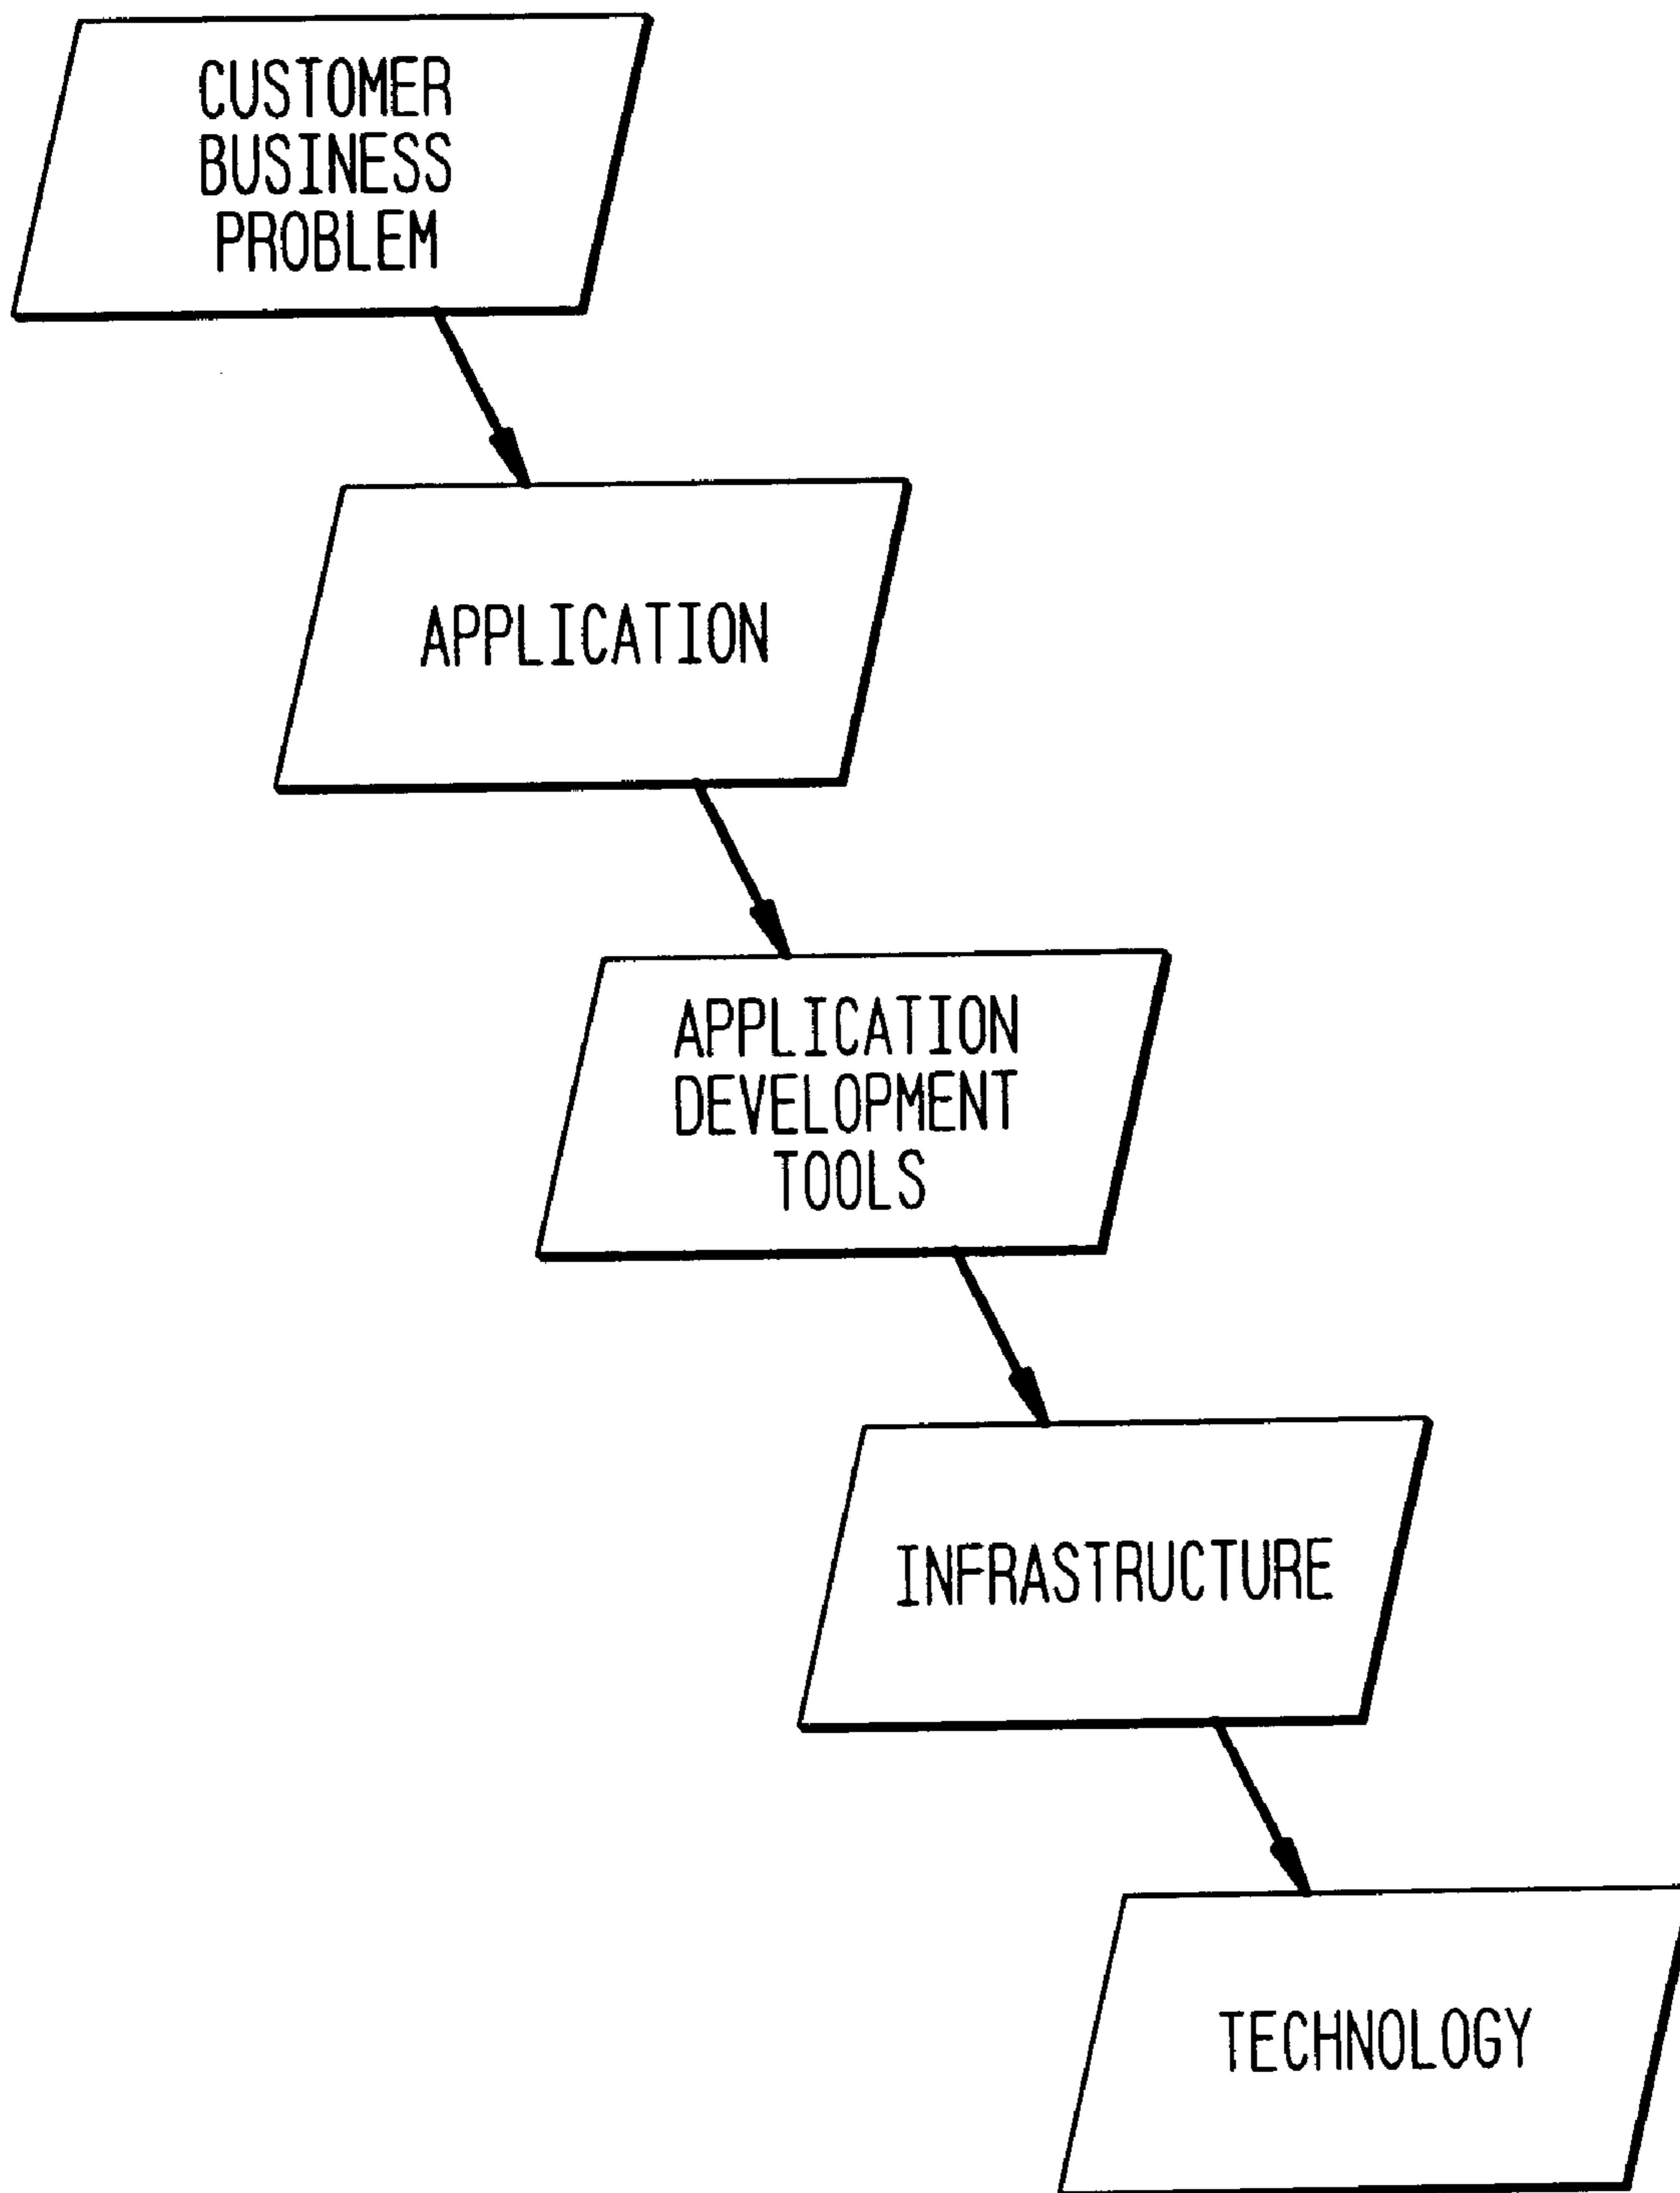 CUSTOMER
BUSINESS
PROBLEM
APPLICATION
APPLICATION
DEVELOPMENT
TOOLS
INFRASTRUCTURE
TECHNOLOGY